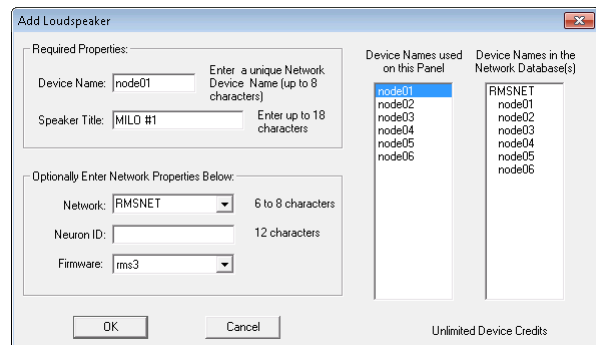 Add Loudspeaker
Required Properties:
Device Name: node01
Enter a unique Network
Device Name (up to 8
characters)
Speaker Title: MILO #1
Enter up to 18
characters
Optionally Enter Network Properties Below:
Network: RMSNET
6 to 8 characters
Neuron ID:
12 characters
Firmware: rms3
OK
Cancel
Device Names used
on this Panel
node01
node02
node03
node04
node05
node06
Device Names in the
Network Database(s)
RMSNET
node01
node02
node03
node04
node05
node06
Unlimited Device Credits